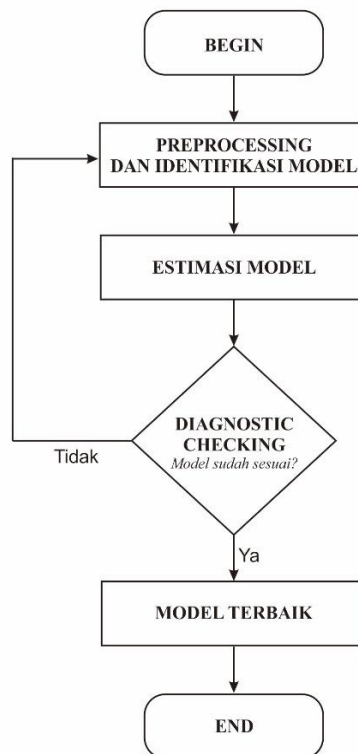 BEGIN
PREPROCESSING
DAN IDENTIFIKASI MODEL
ESTIMASI MODEL
DIAGNOSTIC
CHECKING
Model sudah sesuai?
Tidak
Ya
MODEL TERBAIK
END